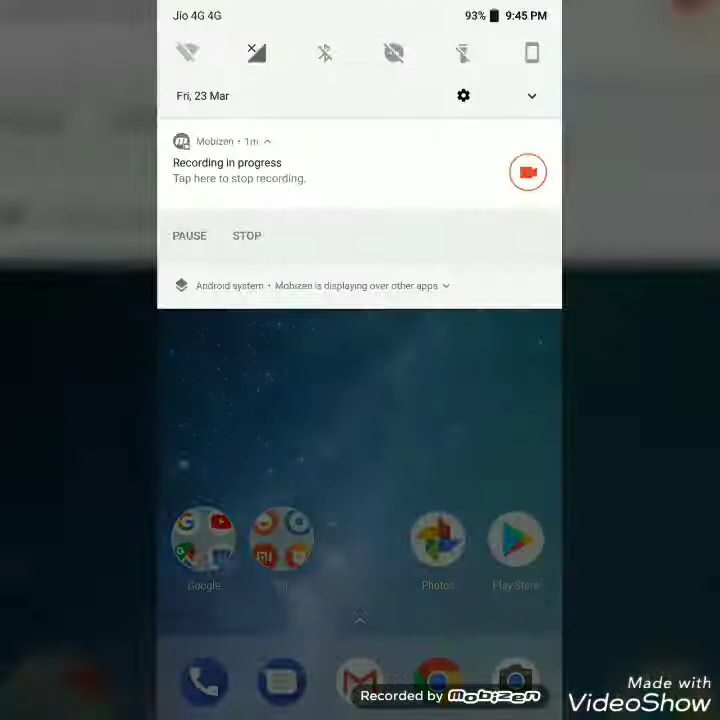 Jio 4G 4G
93% 9:45 PM
Fri, 23 Mar
Mobizen • 1m
Recording in progress
Tap here to stop recording.
PAUSE STOP
Android system • Mobizen is displaying over other apps
Google
Photos
Play Store
Recorded by mobizen
Made with
VideoShow